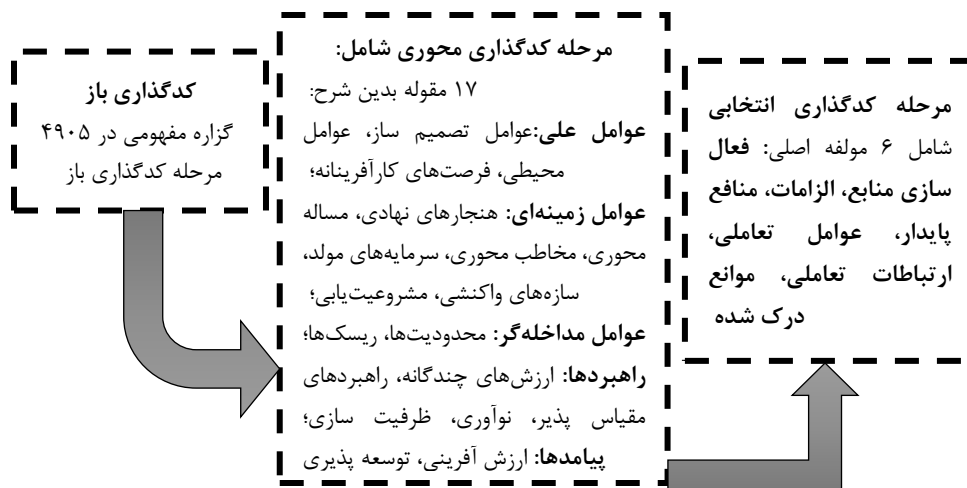 کدگذاری باز
۴۹۰۵ گزاره مفهومی در
مرحله کدگذاری باز
مرحله کدگذاری محوری شامل:
۱۷ مقوله بدین شرح:
عوامل علی:عوامل تصمیم ساز، عوامل
محیطی، فرصت‌های کارآفرینانه؛
عوامل زمینه‌ای: هنجارهای نهادی، مساله
محوری، مخاطب محوری، سرمایه‌های مولد،
سازه‌های واکنشی، مشروعیت‌یابی؛
عوامل مداخله‌گر: محدودیت‌ها، ریسک‌ها؛
راهبردها: ارزش‌های چندگانه، راهبردهای
مقیاس پذیر، نوآوری، ظرفیت سازی؛
پیامدها: ارزش آفرینی، توسعه پذیری
مرحله کدگذاری انتخابی
شامل ۶ مولفه اصلی: فعال
سازی منابع، الزامات، منافع
پایدار، عوامل تعاملی،
ارتباطات تعاملی، موانع
درک شده